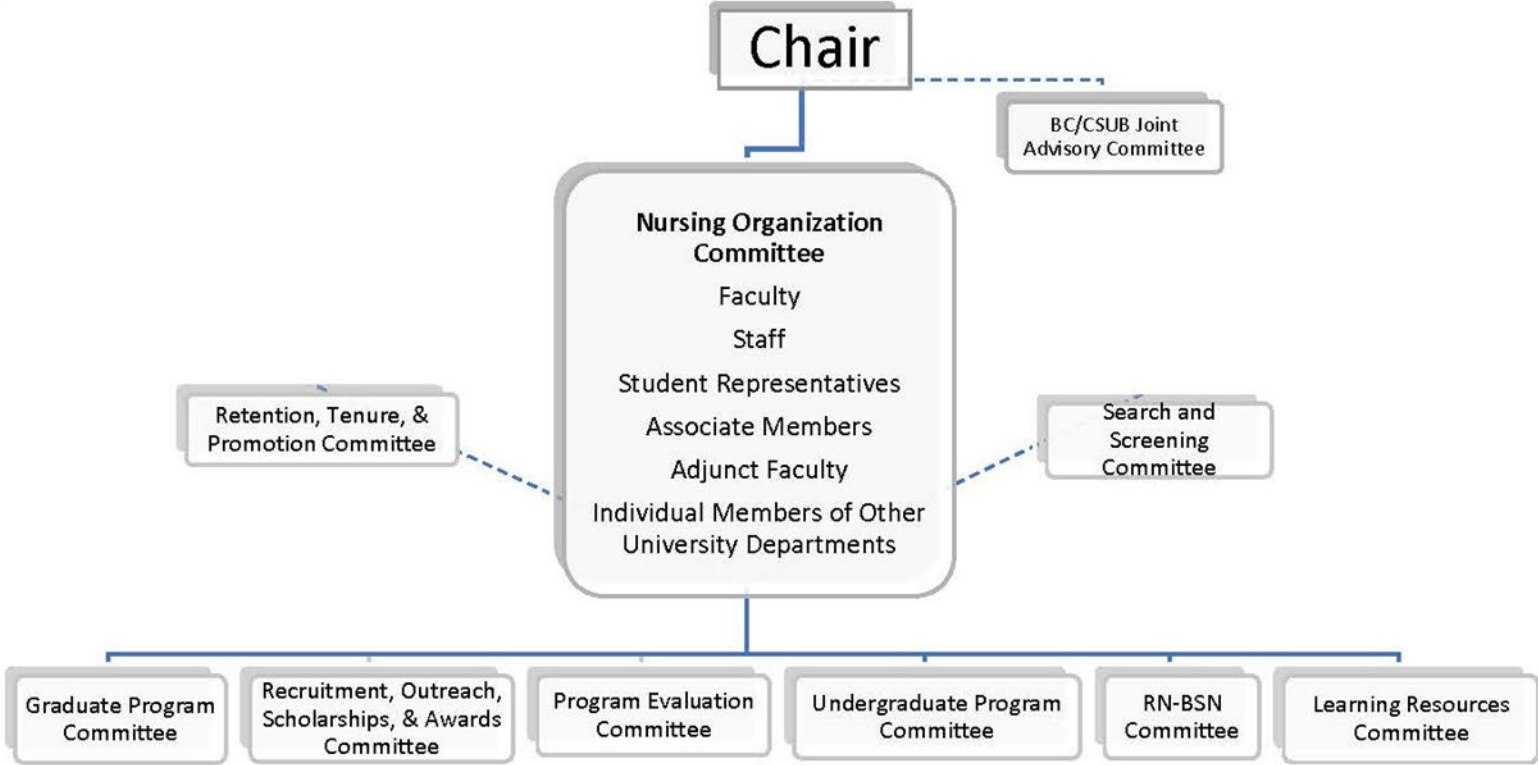 Chair
BC/CSUB Joint
Advisory Committee
Nursing Organization
Committee
Faculty
Staff
Student Representatives
Associate Members
Adjunct Faculty
Individual Members of Other
University Departments
Retention, Tenure, &
Promotion Committee
Search and
Screening
Committee
Graduate Program
Committee
Recruitment, Outreach,
Scholarships, & Awards
Committee
Program Evaluation
Committee
Undergraduate Program
Committee
RN-BSN
Committee
Learning Resources
Committee